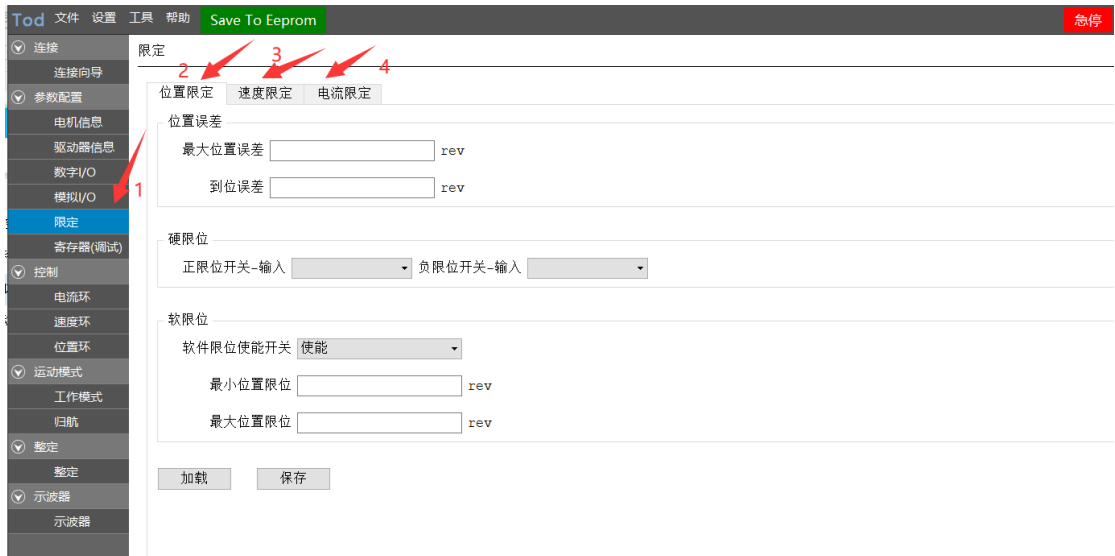 Tod 文件 设置 工具 帮助 Save To Eeprom 急停
连接
连接向导
参数配置
电机信息
驱动器信息
数字I/O
模拟I/O
限定
寄存器(调试)
控制
电流环
速度环
位置环
运动模式
工作模式
归航
整定
整定
示波器
示波器
1
限定
2 3 4
位置限定 速度限定 电流限定
位置误差
最大位置误差 rev
到位误差 rev
硬限位
正限位开关-输入 负限位开关-输入
软限位
软件限位使能开关 使能
最小位置限位 rev
最大位置限位 rev
加载 保存